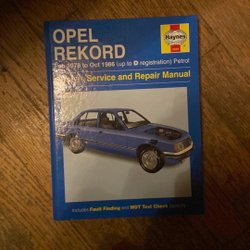 OPEL
REKORD
Feb 1978 to Oct 1986 (up to D registration) Petrol
Haynes
Service and Repair Manual
Includes Fault Finding and MOT Test Check